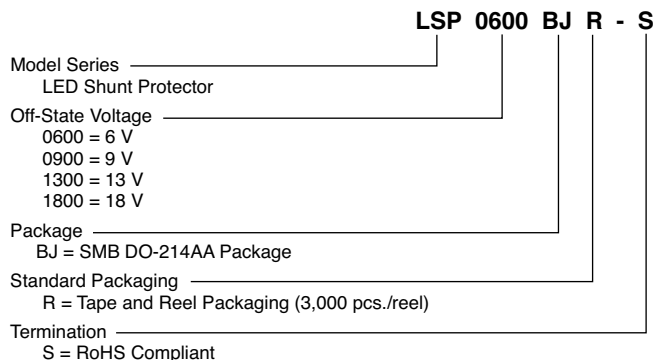 LSP 0600 BJ R - S
Model Series
LED Shunt Protector
Off-State Voltage
0600 = 6 V
0900 = 9 V
1300 = 13 V
1800 = 18 V
Package
BJ = SMB DO-214AA Package
Standard Packaging
R = Tape and Reel Packaging (3,000 pcs./reel)
Termination
S = RoHS Compliant